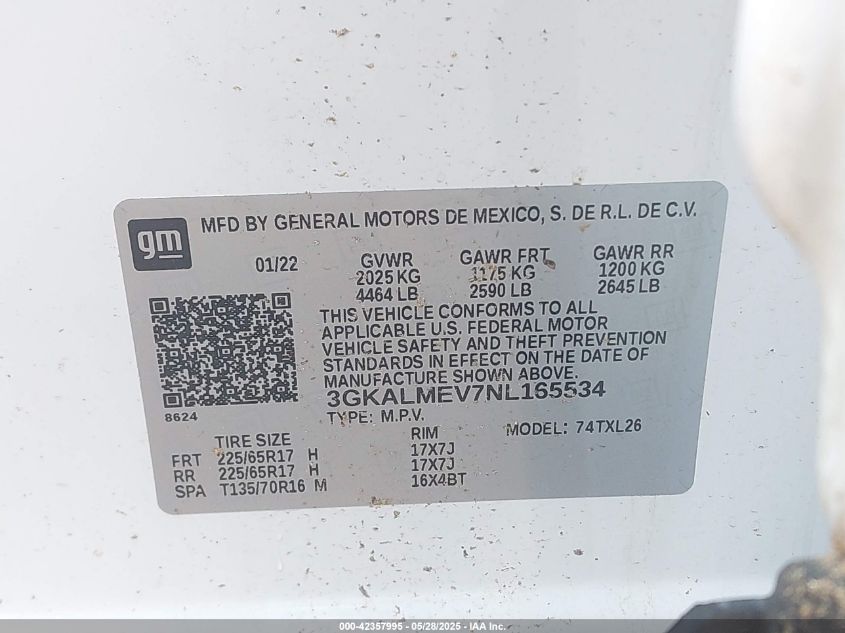 gm
MFD BY GENERAL MOTORS DE MEXICO, S. DE R.L. DE C.V.
01/22
GVWR
2025 KG
4464 LB
GAWR FRT
1175 KG
2590 LB
GAWR RR
1200 KG
2645 LB
THIS VEHICLE CONFORMS TO ALL
APPLICABLE U.S. FEDERAL MOTOR
VEHICLE SAFETY AND THEFT PREVENTION
STANDARDS IN EFFECT ON THE DATE OF
MANUFACTURE SHOWN ABOVE.
3GKALMEV7NL165534
8624
TYPE: M.P.V.
MODEL: 74TXL26
TIRE SIZE RIM
FRT 225/65R17 H 17X7J
RR 225/65R17 H 17X7J
SPA T135/70R16 M 16X4BT
000-42357995 - 05/28/2025 - IAA Inc.